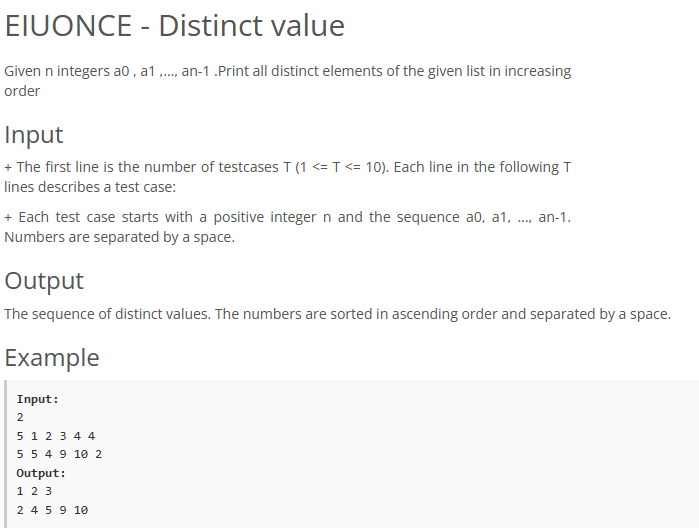 EIUONCE - Distinct value
Given n integers a0 , a1 ,..., an-1 .Print all distinct elements of the given list in increasing
order
Input
+ The first line is the number of testcases T (1 <= T <= 10). Each line in the following T
lines describes a test case:
+ Each test case starts with a positive integer n and the sequence a0, a1, ..., an-1.
Numbers are separated by a space.
Output
The sequence of distinct values. The numbers are sorted in ascending order and separated by a space.
Example
Input:
2
5 1 2 3 4 4
5 5 4 9 10 2
Output:
1 2 3
2 4 5 9 10